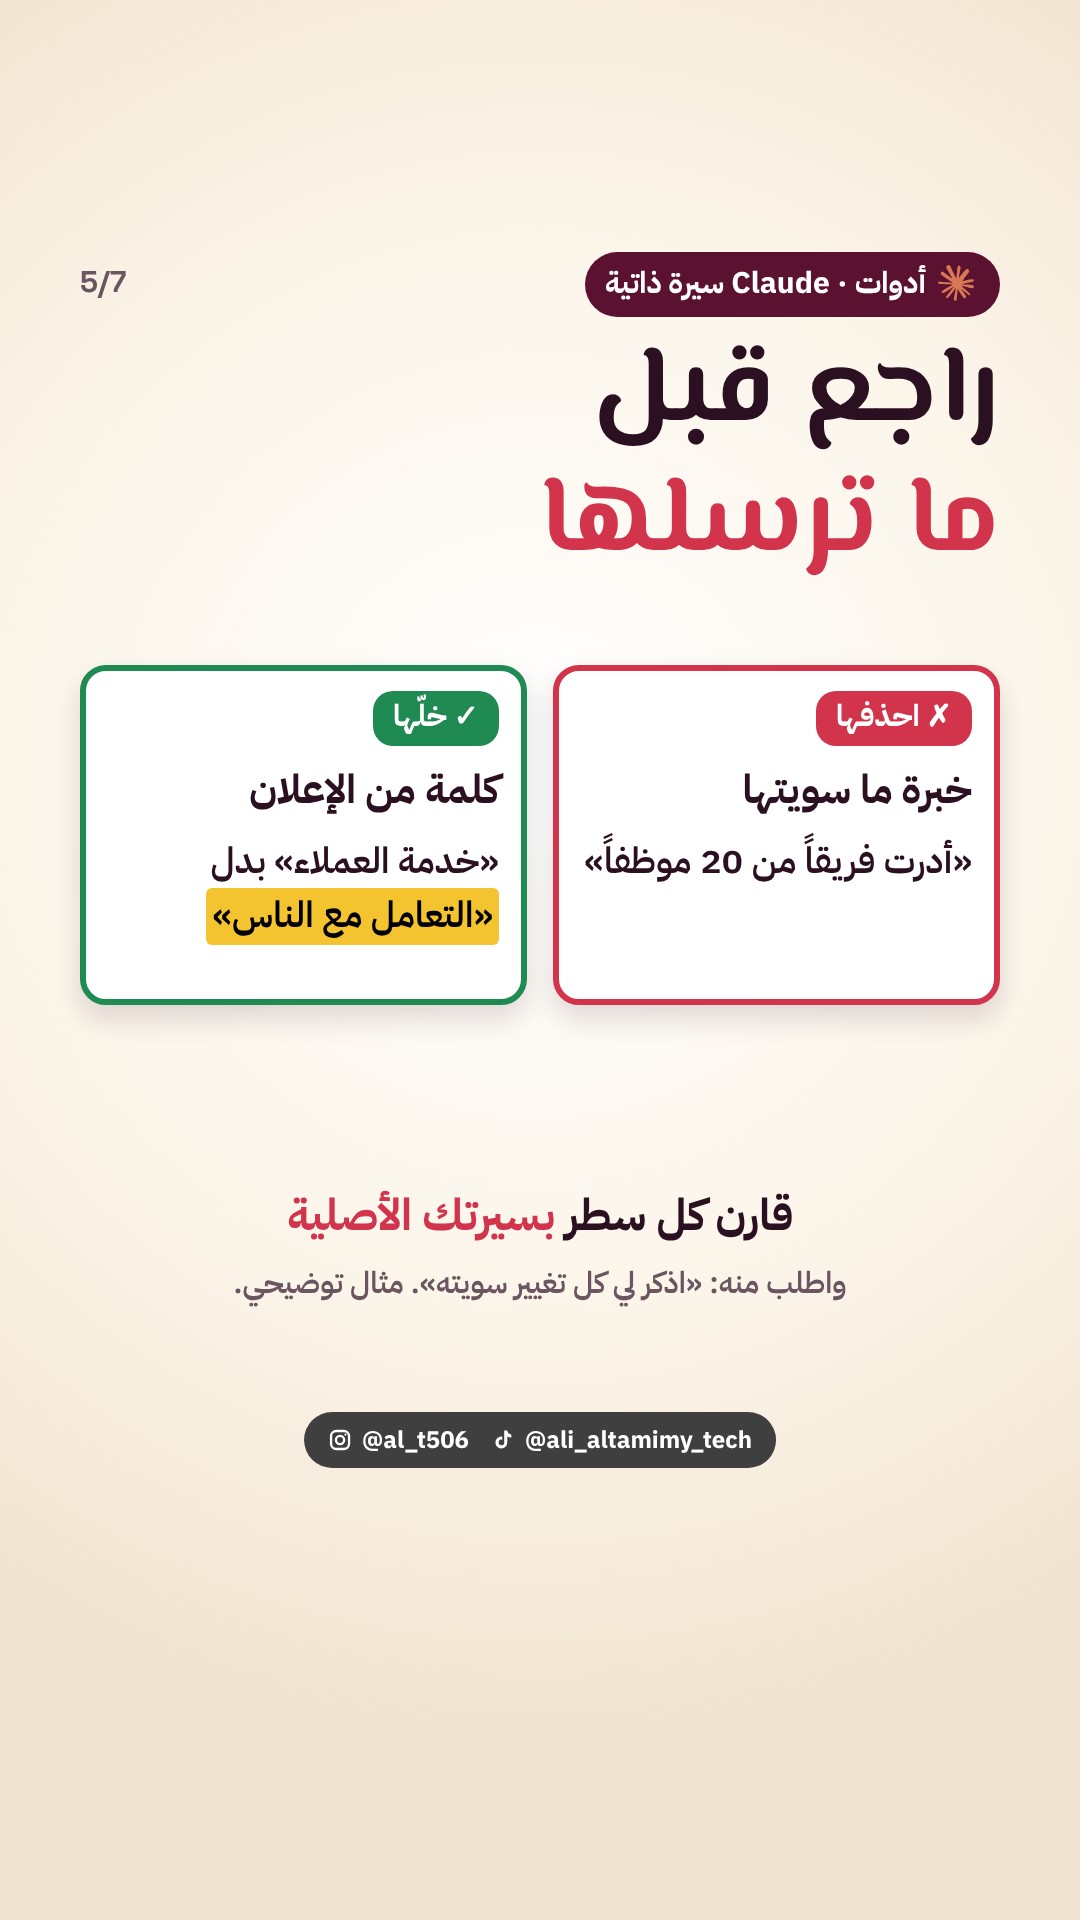 أدوات · Claude سيرة ذاتية
5/7
راجع قبل
ما ترسلها
✗ احذفها
خبرة ما سويتها
«أدرت فريقاً من 20 موظفاً»
✓ خلّها
كلمة من الإعلان
«خدمة العملاء» بدل
«التعامل مع الناس»
قارن كل سطر بسيرتك الأصلية
واطلب منه: «اذكر لي كل تغيير سويته». مثال توضيحي.
@al_t506 @ali_altamimy_tech